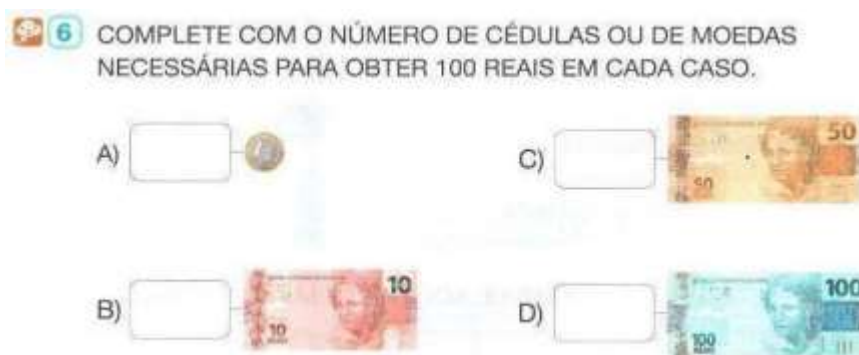 6 COMPLETE COM O NÚMERO DE CÉDULAS OU DE MOEDAS
NECESSÁRIAS PARA OBTER 100 REAIS EM CADA CASO.
A)
C) 50
50
B) 10
10
D) 100
100
REAIS